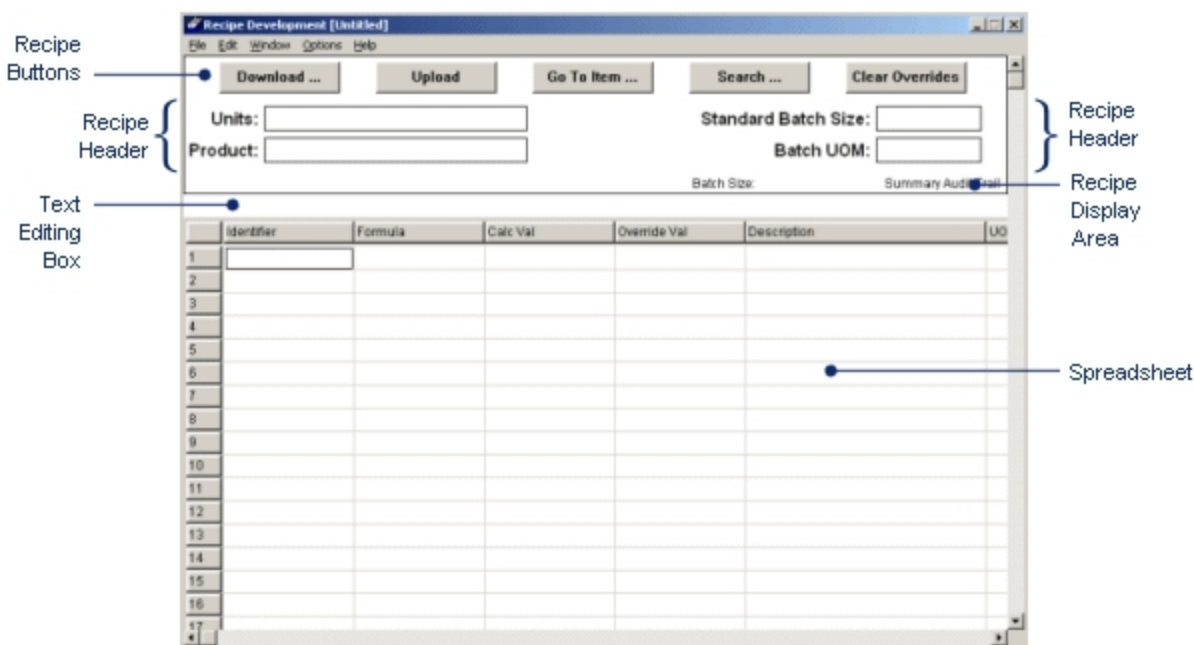 Recipe Development [Untitled]
File Edit Window Options Help
Recipe
Buttons
Download ... Upload Go To Item ... Search ... Clear Overrides
Recipe
Header
Units:
Product:
Standard Batch Size:
Batch UOM:
Recipe
Header
Batch Size: Summary Audit Trail
Recipe
Display
Area
Text
Editing
Box
Identifier Formula Calc Val Override Val Description UO
1
2
3
4
5
6
7
8
9
10
11
12
13
14
15
16
17
Spreadsheet